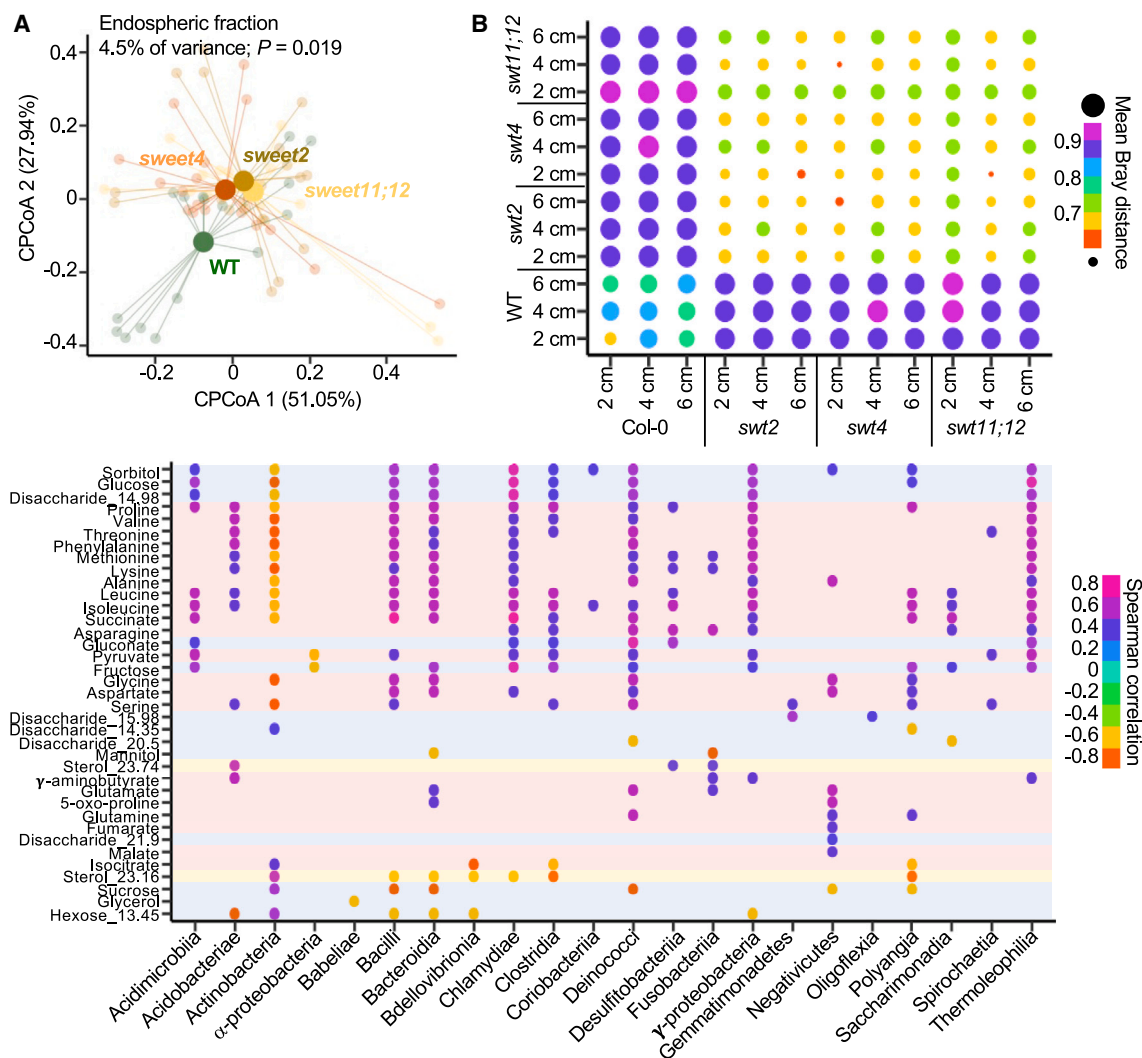 A
Endospheric fraction
4.5% of variance; P = 0.019
CPCoA 2 (27.94%)
0.4
0.2
0
-0.2
-0.4
sweet4
sweet2
sweet11;12
WT
-0.2
0
0.2
0.4
CPCoA 1 (51.05%)
B
swt11;12
6 cm
4 cm
2 cm
swt4
6 cm
4 cm
2 cm
swt2
6 cm
4 cm
2 cm
WT
6 cm
4 cm
2 cm
2 cm
4 cm
6 cm
2 cm
4 cm
6 cm
2 cm
4 cm
6 cm
2 cm
4 cm
6 cm
Col-0
swt2
swt4
swt11;12
0.9
0.8
0.7
Mean Bray distance
Sorbitol
Glucose
Disaccharide_14.98
Proline
Valine
Threonine
Phenylalanine
Methionine
Lysine
Alanine
Leucine
Isoleucine
Succinate
Asparagine
Gluconate
Pyruvate
Fructose
Glycine
Aspartate
Serine
Disaccharide_15.98
Disaccharide_14.35
Disaccharide_20.5
Mannitol
Sterol_23.74
γ-aminobutyrate
Glutamate
5-oxo-proline
Glutamine
Fumarate
Disaccharide_21.9
Malate
Isocitrate
Sterol_23.16
Sucrose
Glycerol
Hexose_13.45
Acidimicrobiia
Acidobacteriae
Actinobacteria
α-proteobacteria
Babeliae
Bacilli
Bacteroidia
Bdellovibrionia
Chlamydiae
Clostridia
Coriobacteriia
Deinococci
Desulfitobacteriia
Fusobacteriia
γ-proteobacteria
Gemmatimonadetes
Negativicutes
Oligoflexia
Polyangia
Saccharimonadia
Spirochaetia
Thermoleophilia
0.8
0.6
0.4
0.2
0
-0.2
-0.4
-0.6
-0.8
Spearman correlation